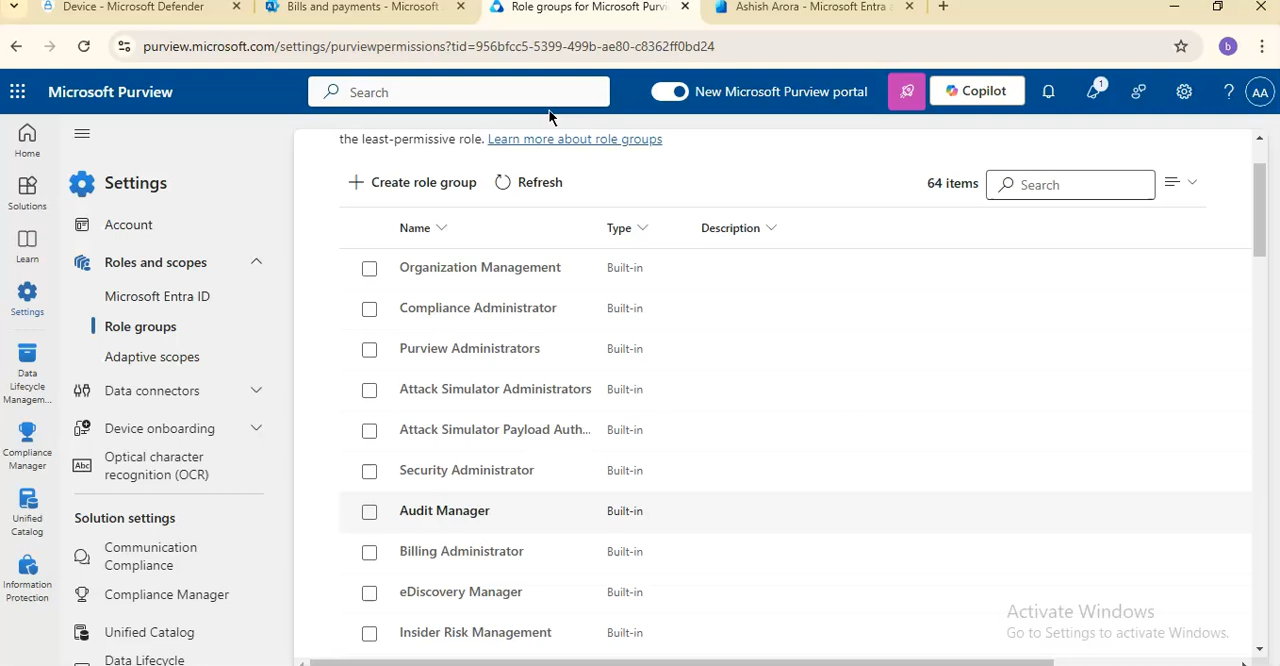 Device - Microsoft Defender
Bills and payments - Microsoft
Role groups for Microsoft Purvi
Ashish Arora - Microsoft Entra
purview.microsoft.com/settings/purviewpermissions?tid=956bfcc5-5399-499b-ae80-c8362ff0bd24
b
Microsoft Purview
Search
New Microsoft Purview portal
Copilot
1
?
AA
Home
Solutions
Learn
Settings
Data
Lifecycle
Managem...
Compliance
Manager
Unified
Catalog
Information
Protection
Settings
Account
Roles and scopes
Microsoft Entra ID
Role groups
Adaptive scopes
Data connectors
Device onboarding
Abc
Optical character
recognition (OCR)
Solution settings
Communication
Compliance
Compliance Manager
Unified Catalog
Data Lifecycle
the least-permissive role. Learn more about role groups
Create role group
Refresh
64 items
Search
Name Type Description
Organization Management Built-in
Compliance Administrator Built-in
Purview Administrators Built-in
Attack Simulator Administrators Built-in
Attack Simulator Payload Auth... Built-in
Security Administrator Built-in
Audit Manager Built-in
Billing Administrator Built-in
eDiscovery Manager Built-in
Insider Risk Management Built-in
Activate Windows
Go to Settings to activate Windows.